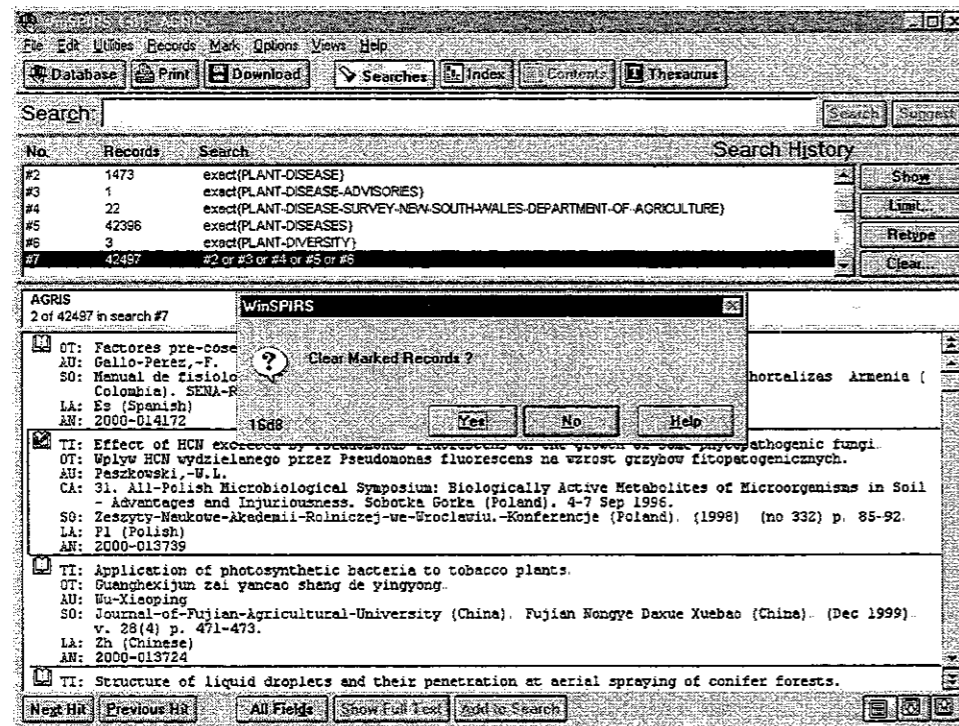 WinSPIRS 4.01: AGRIS
File Edit Utilities Records Mark Options Views Help
Database Print Download Searches Index Contents Thesaurus
Search: Search Suggest
No. Records Search Search History
#2 1473 exact{PLANT-DISEASE} Show
#3 1 exact{PLANT-DISEASE-ADVISORIES}
#4 22 exact{PLANT-DISEASE-SURVEY-NEW-SOUTH-WALES-DEPARTMENT-OF-AGRICULTURE} Limit...
#5 42396 exact{PLANT-DISEASES} Retype
#6 3 exact{PLANT-DIVERSITY}
#7 42497 #2 or #3 or #4 or #5 or #6 Clear...
AGRIS
2 of 42497 in search #7
WinSPIRS
Clear Marked Records ?
16d8
Yes No Help
OT: Factores pre-cose
AU: Gallo-Perez,-F.
SO: Manual de fisiolo hortalizas Armenia (
Colombia). SENA-R
LA: Es (Spanish)
AN: 2000-014172
TI: Effect of HCN excreted by Pseudomonas fluorescens on the growth of some phytopathogenic fungi.
OT: Wplyw HCN wydzielanego przez Pseudomonas fluorescens na wzrost grzybow fitopatogenicznych.
AU: Paszkowski,-W.L.
CA: 31. All-Polish Microbiological Symposium: Biologically Active Metabolites of Microorganisms in Soil
- Advantages and Injuriousness. Sobotka Gorka (Poland). 4-7 Sep 1996.
SO: Zeszyty-Naukowe-Akademii-Rolniczej-we-Wroclawiu.-Konferencje (Poland). (1998) (no 332) p. 85-92.
LA: Pl (Polish)
AN: 2000-013739
TI: Application of photosynthetic bacteria to tobacco plants.
OT: Guanghexijun zai yancao shang de yingyong.
AU: Wu-Xiaoping
SO: Journal-of-Fujian-Agricultural-University (China). Fujian Nongye Daxue Xuebao (China). (Dec 1999).
v. 28(4) p. 471-473.
LA: Zh (Chinese)
AN: 2000-013724
TI: Structure of liquid droplets and their penetration at aerial spraying of conifer forests.
Next Hit Previous Hit All Fields Show Full Text Add to Search